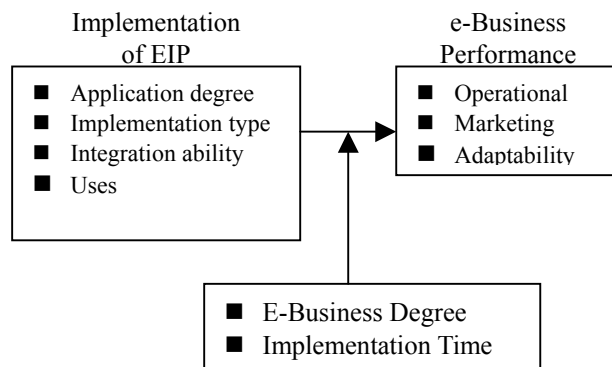 Implementation
of EIP
■ Application degree
■ Implementation type
■ Integration ability
■ Uses
e-Business
Performance
■ Operational
■ Marketing
■ Adaptability
■ E-Business Degree
■ Implementation Time